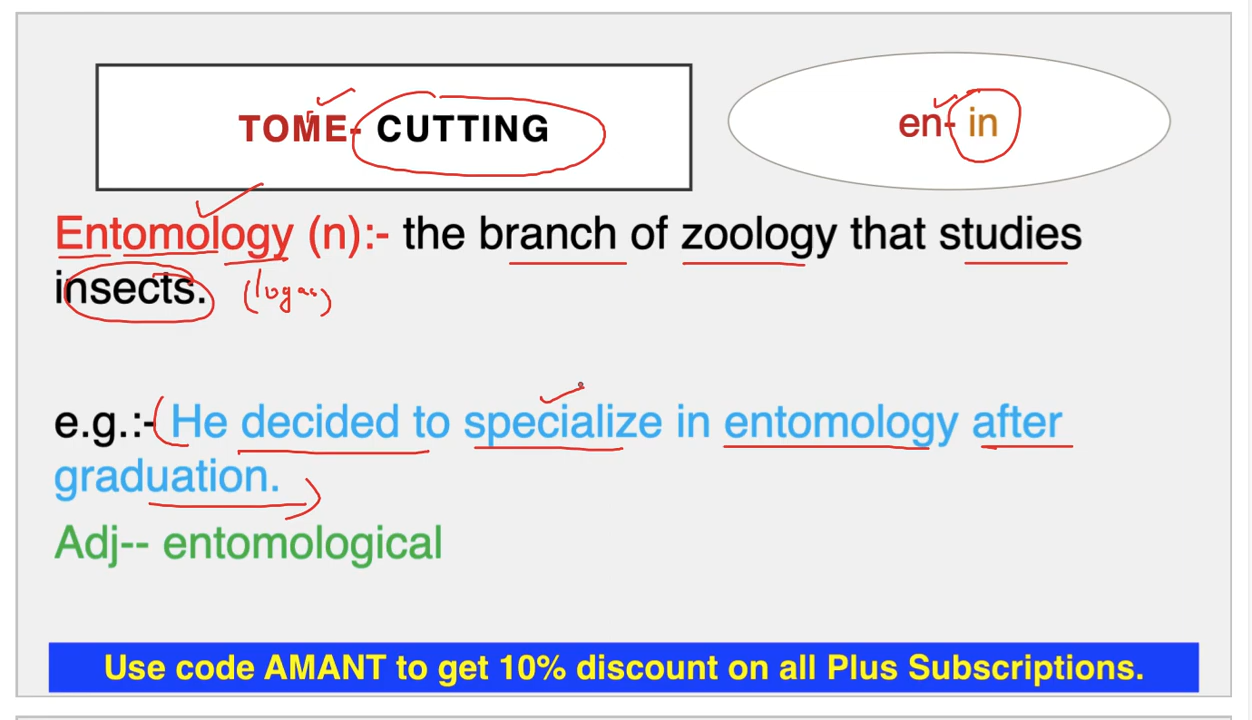 TOME- CUTTING
en- in
Entomology (n):- the branch of zoology that studies
insects. (logos)
e.g.:- He decided to specialize in entomology after
graduation.
Adj-- entomological
Use code AMANT to get 10% discount on all Plus Subscriptions.